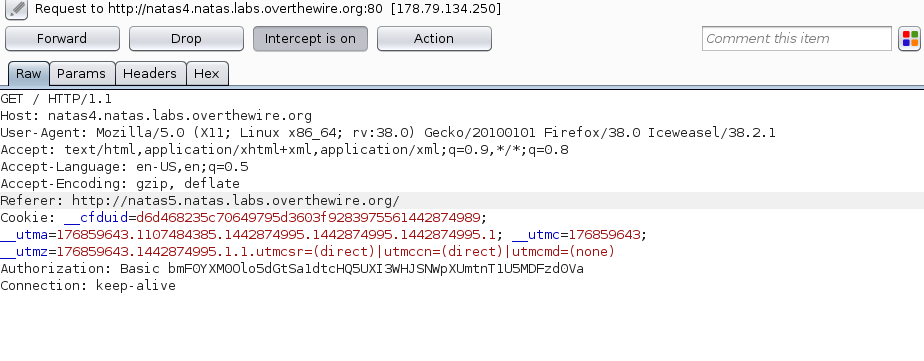 Request to http://natas4.natas.labs.overthewire.org:80 [178.79.134.250]
Forward Drop Intercept is on Action Comment this item
Raw Params Headers Hex
GET / HTTP/1.1
Host: natas4.natas.labs.overthewire.org
User-Agent: Mozilla/5.0 (X11; Linux x86_64; rv:38.0) Gecko/20100101 Firefox/38.0 Iceweasel/38.2.1
Accept: text/html,application/xhtml+xml,application/xml;q=0.9,*/*;q=0.8
Accept-Language: en-US,en;q=0.5
Accept-Encoding: gzip, deflate
Referer: http://natas5.natas.labs.overthewire.org/
Cookie: __cfduid=d6d468235c70649795d3603f9283975561442874989;
__utma=176859643.1107484385.1442874995.1442874995.1442874995.1; __utmc=176859643;
__utmz=176859643.1442874995.1.1.utmcsr=(direct)|utmccn=(direct)|utmcmd=(none)
Authorization: Basic bmF0YXM0Olo5dGtSa1dtcHQ5UXI3WHJSNWpXUmtnT1U5MDFzd0Va
Connection: keep-alive